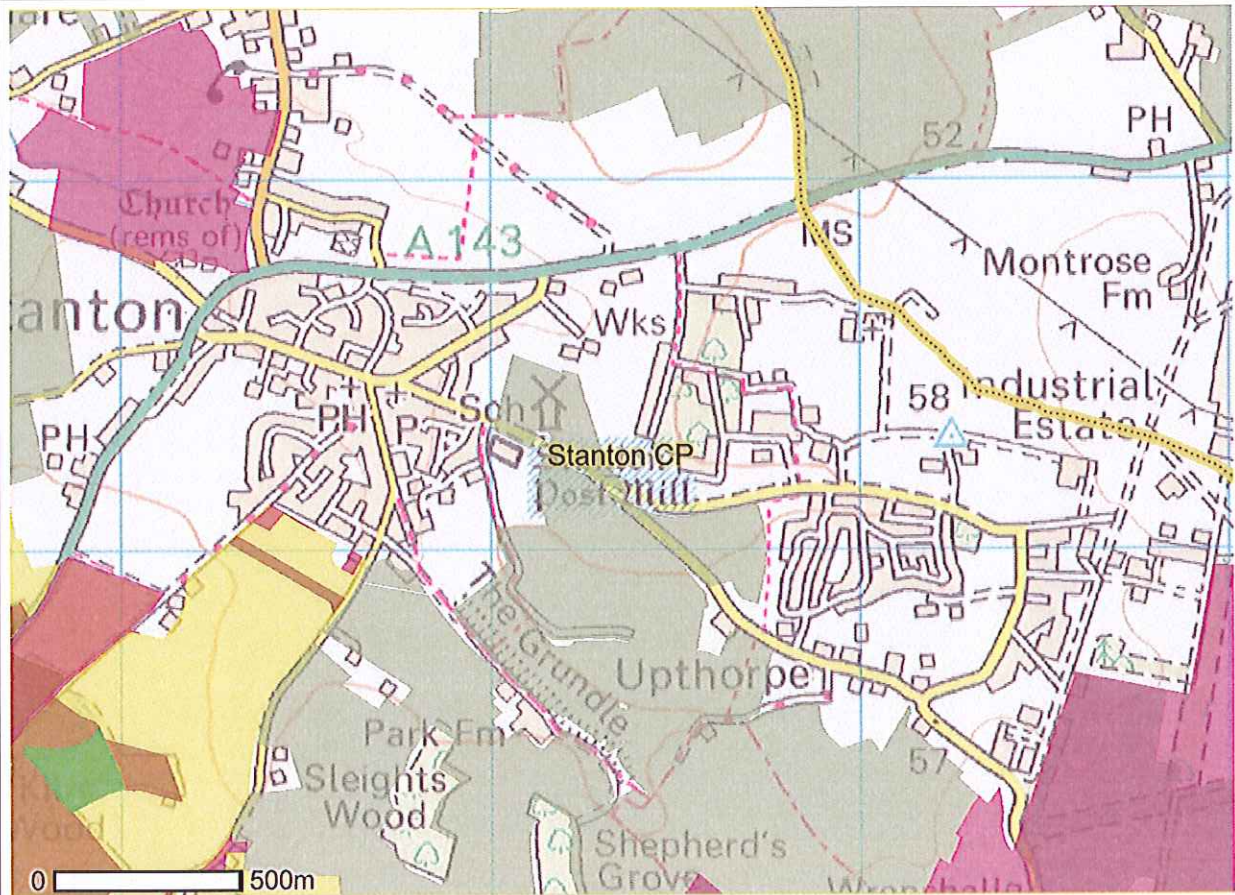 Church
(rems of)
A 143
52
PH
MS
Montrose
Fm
Wks
58
Industrial
Estate
PH
PH
Sch
P
Stanton CP
Post Mill
The Grundle
Upthorpe
Park Fm
Sleights
Wood
57
Shepherd's
Grove
0
500m